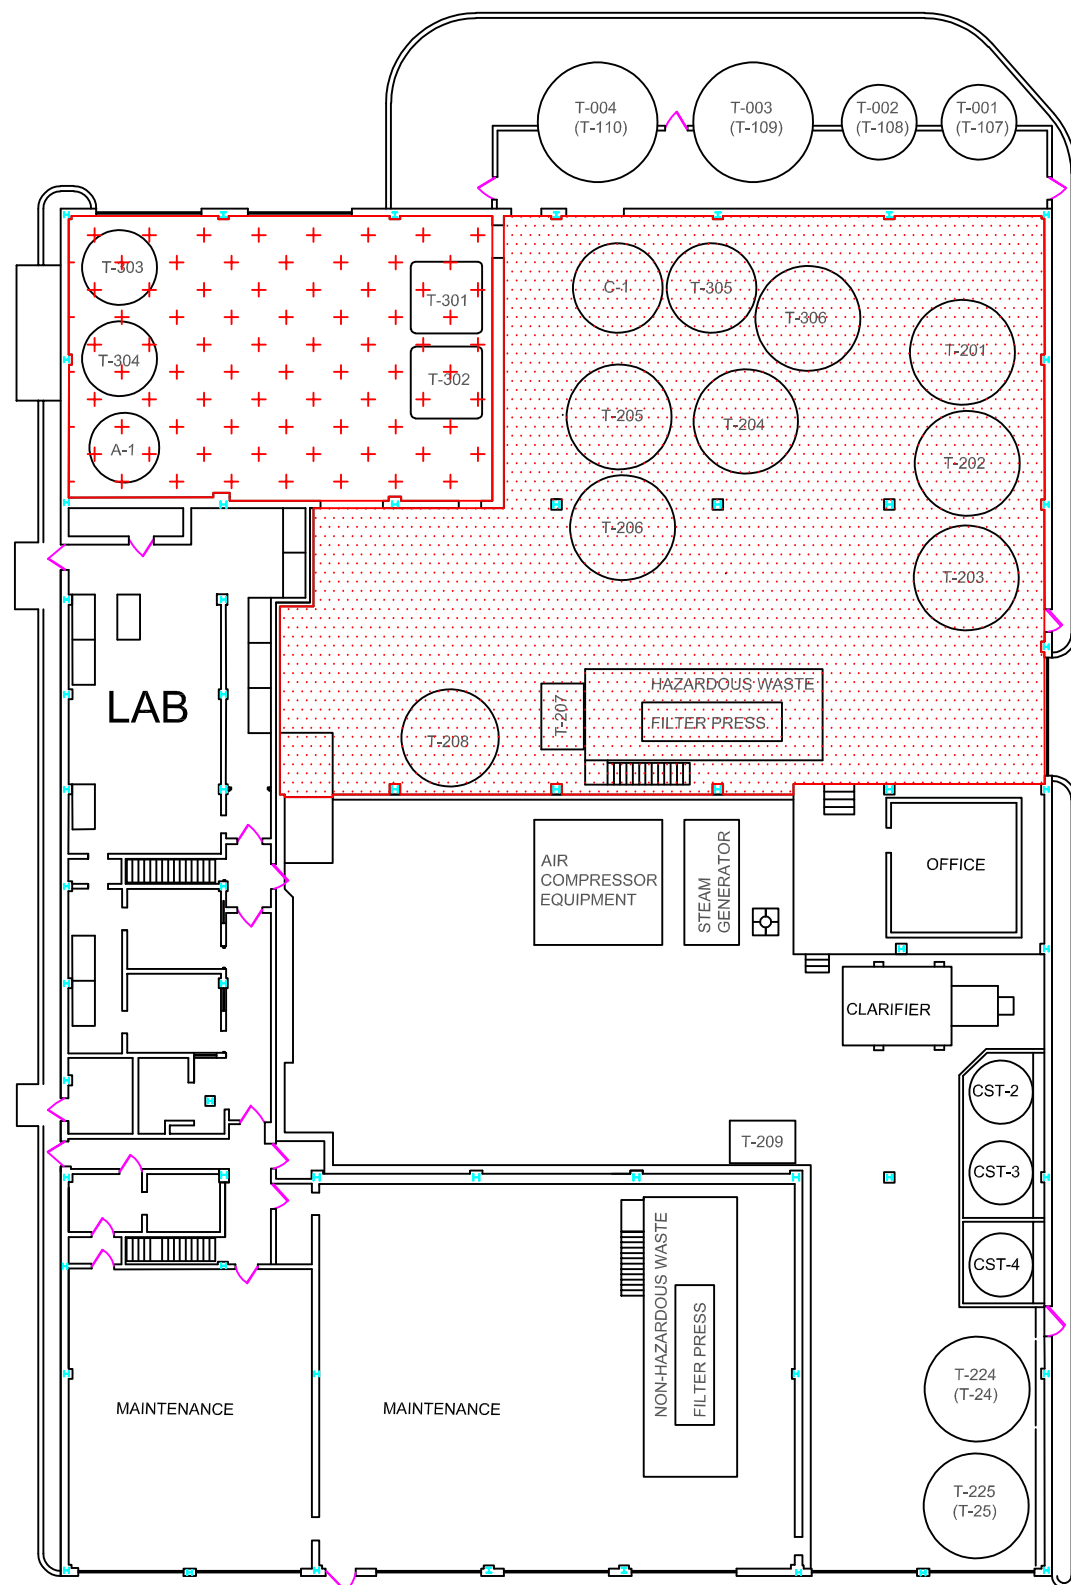 T-004
(T-110)
T-003
(T-109)
T-002
(T-108)
T-001
(T-107)
T-303
T-301
C-1
T-305
T-306
T-201
T-304
T-302
T-205
T-204
A-1
T-202
T-206
T-203
LAB
T-208
T-207
HAZARDOUS WASTE
FILTER PRESS
AIR
COMPRESSOR
EQUIPMENT
STEAM
GENERATOR
OFFICE
CLARIFIER
CST-2
T-209
CST-3
CST-4
NON-HAZARDOUS WASTE
FILTER PRESS
T-224
(T-24)
MAINTENANCE
MAINTENANCE
T-225
(T-25)